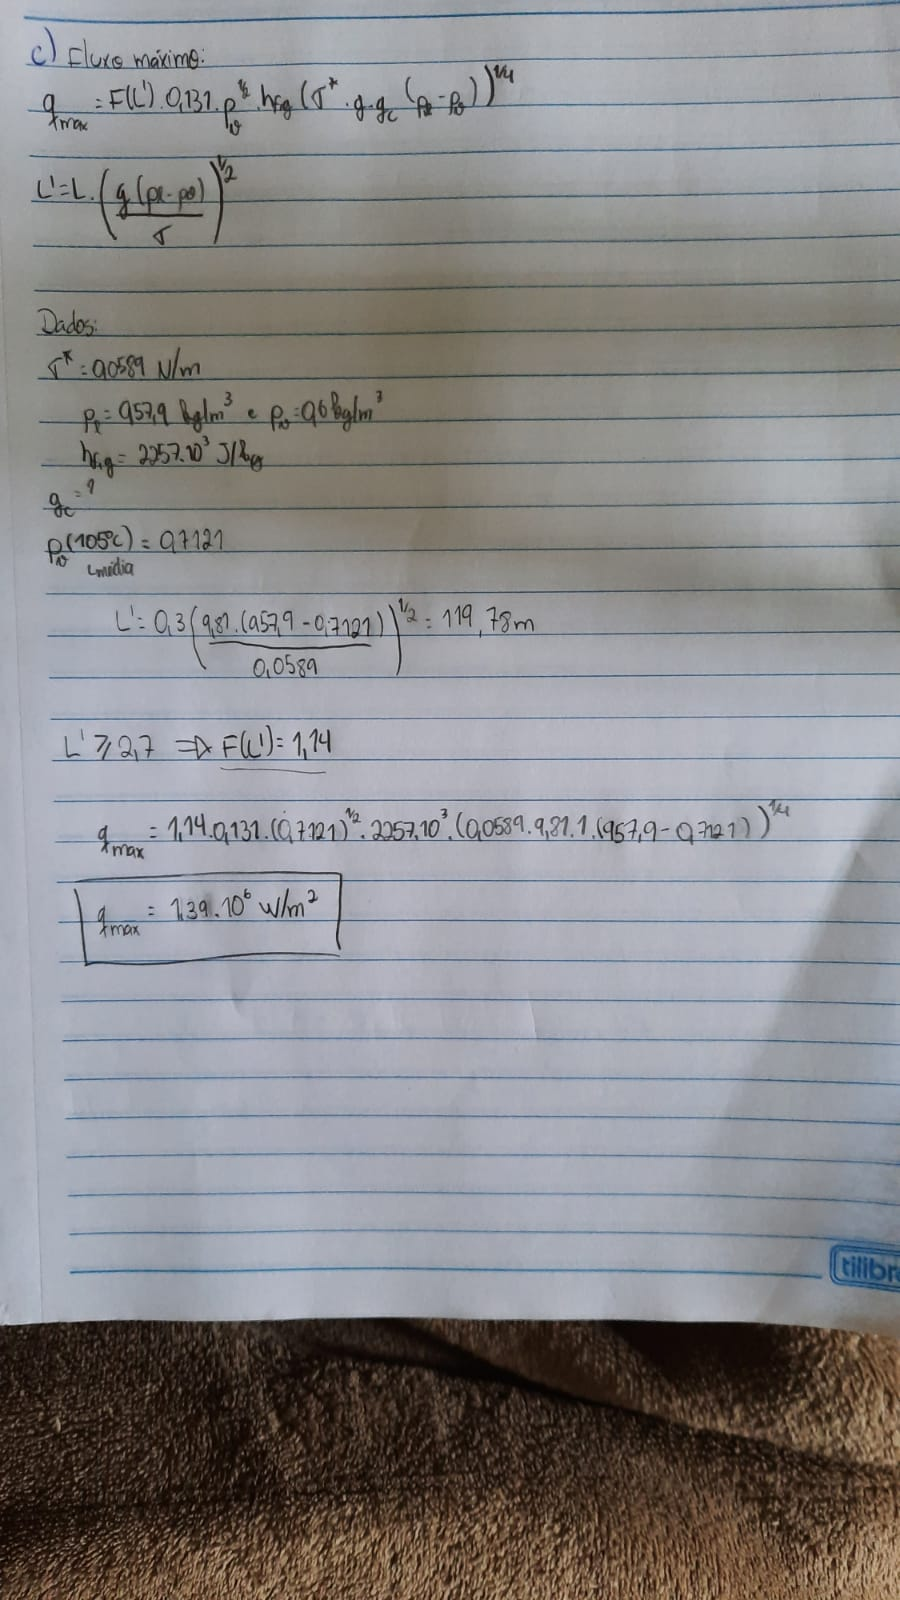 c) Fluxo máximo:
q max = F(L'). 0,131. ρv^1/2. hfg (σ*. g. gc (ρl - ρv))^1/4
L' = L. (g (ρl - ρv) / σ)^1/2
Dados:
σ* = 0,0589 N/m
ρl = 957,9 kg/m³ e ρv = 0,6 kg/m³
hfg = 2257.10³ J/kg
gc = 1
ρv (105°C) = 0,7121
média
L' = 0,3 (9,81. (957,9 - 0,7121) / 0,0589)^1/2 = 119,78m
L' ≥ 2,7 ⇒ F(L') = 1,14
q max = 1,14. 0,131. (0,7121)^1/2. 2257.10³. (0,0589. 9,81. 1. (957,9 - 0,7121))^1/4
q max = 1,39.10⁶ W/m²